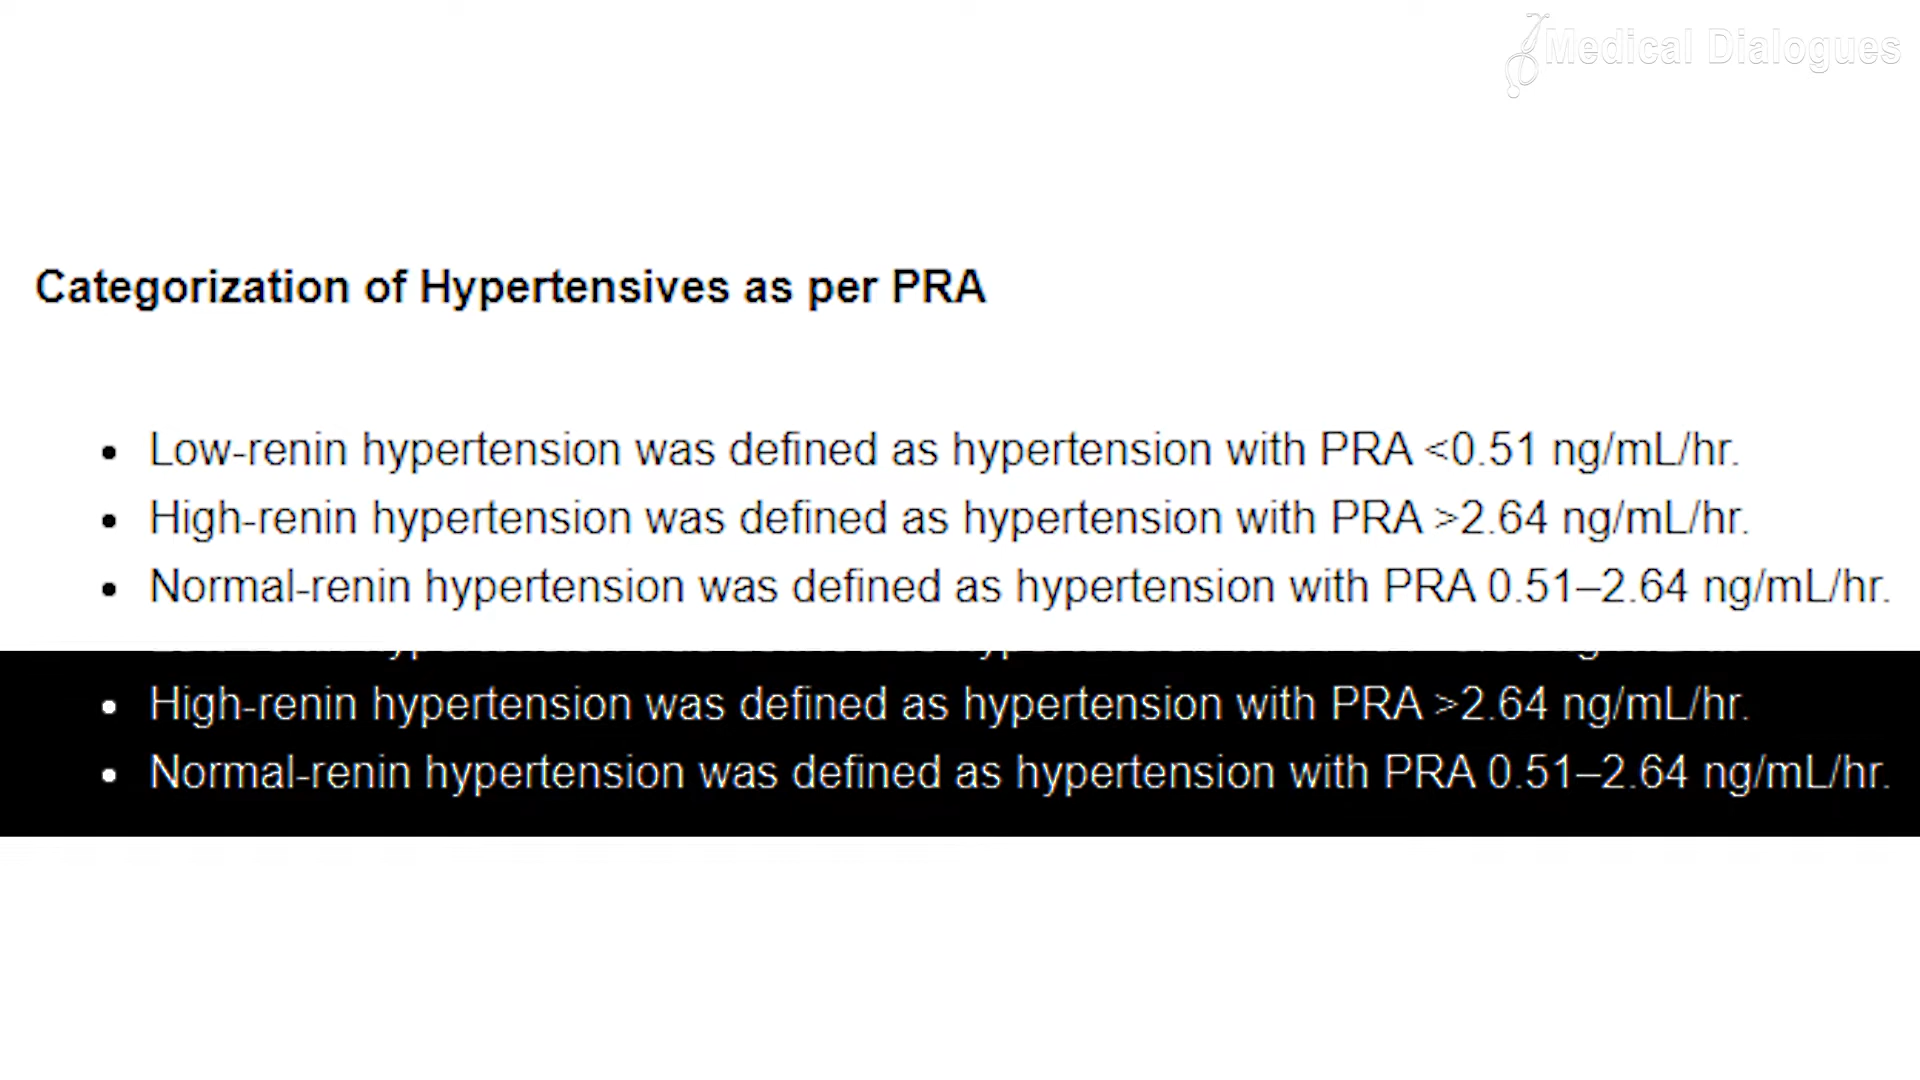 Medical Dialogues
Categorization of Hypertensives as per PRA
• Low-renin hypertension was defined as hypertension with PRA <0.51 ng/mL/hr.
• High-renin hypertension was defined as hypertension with PRA >2.64 ng/mL/hr.
• Normal-renin hypertension was defined as hypertension with PRA 0.51–2.64 ng/mL/hr.
• High-renin hypertension was defined as hypertension with PRA >2.64 ng/mL/hr.
• Normal-renin hypertension was defined as hypertension with PRA 0.51–2.64 ng/mL/hr.